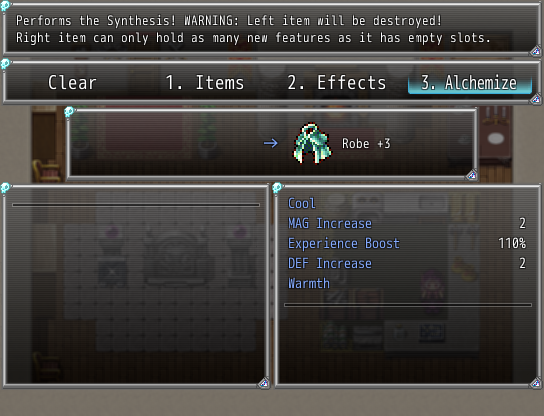 Performs the Synthesis! WARNING: Left item will be destroyed!
Right item can only hold as many new features as it has empty slots.
Clear 1. Items 2. Effects 3. Alchemize
→ Robe +3
Cool
MAG Increase 2
Experience Boost 110%
DEF Increase 2
Warmth